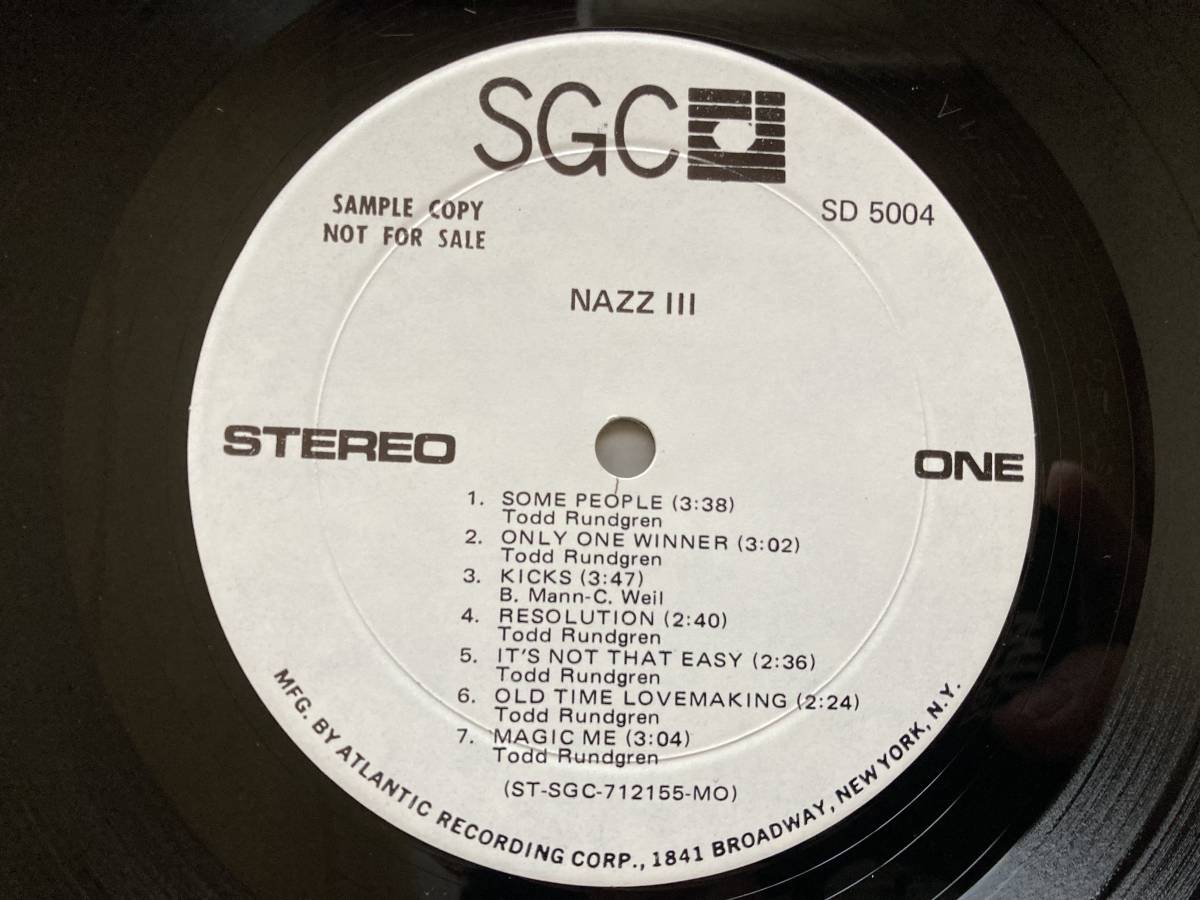 SGC
SAMPLE COPY
NOT FOR SALE
SD 5004
NAZZ III
STEREO
ONE
1. SOME PEOPLE (3:38)
Todd Rundgren
2. ONLY ONE WINNER (3:02)
Todd Rundgren
3. KICKS (3:47)
B. Mann-C. Weil
4. RESOLUTION (2:40)
Todd Rundgren
5. IT'S NOT THAT EASY (2:36)
Todd Rundgren
6. OLD TIME LOVEMAKING (2:24)
Todd Rundgren
7. MAGIC ME (3:04)
Todd Rundgren
(ST-SGC-712155-MO)
MFG. BY ATLANTIC RECORDING CORP., 1841 BROADWAY, NEW YORK, N.Y.